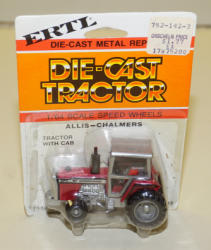 ERTL
DIE-CAST METAL REP
DIE-CAST
TRACTOR
1/64 SCALE SPEED WHEELS
ALLIS-CHALMERS
TRACTOR
WITH CAB